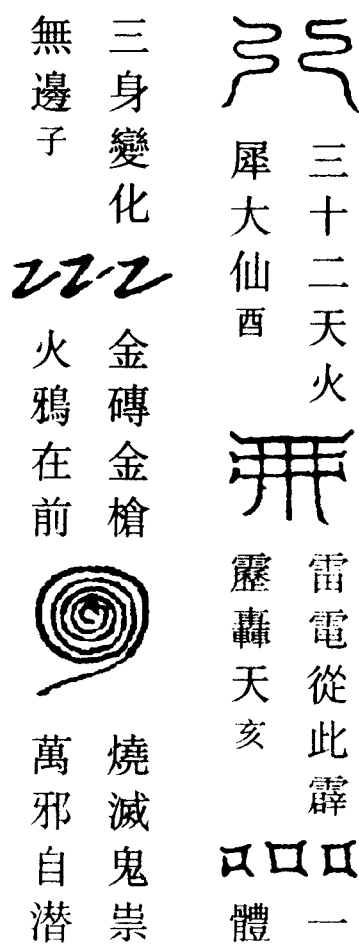 三十二天火
犀大仙酉
雷電從此霹
靂轟天亥
一
體
三身變化
無邊子
金磚金槍
火鴉在前
燒滅鬼祟
萬邪自潜